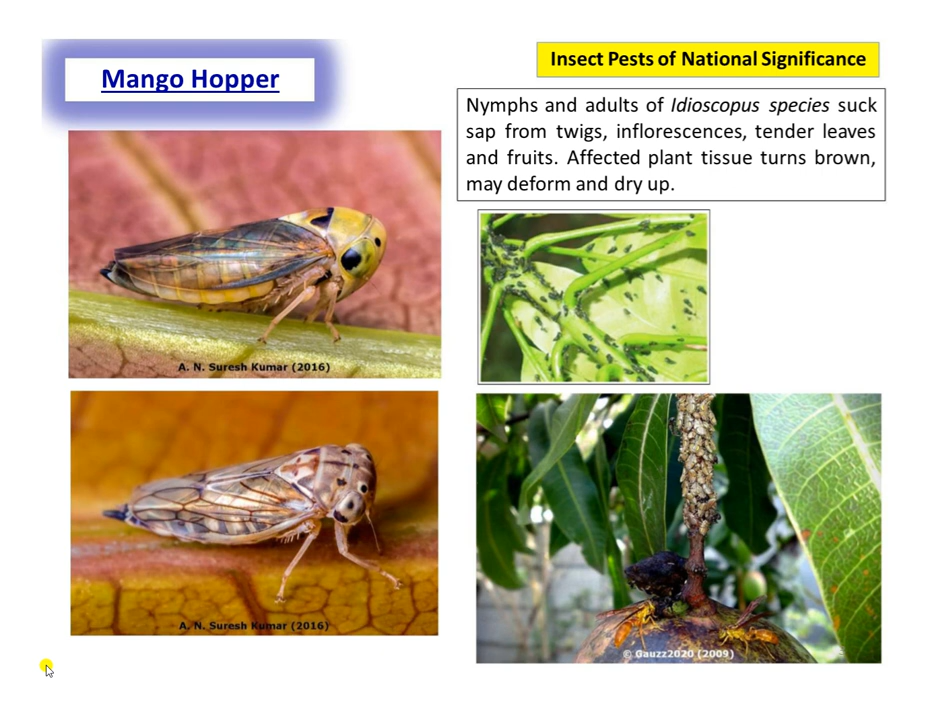 Mango Hopper
Insect Pests of National Significance
Nymphs and adults of Idioscopus species suck
sap from twigs, inflorescences, tender leaves
and fruits. Affected plant tissue turns brown,
may deform and dry up.
A. N. Suresh Kumar (2016)
A. N. Suresh Kumar (2016)
© Gauzz2020 (2009)